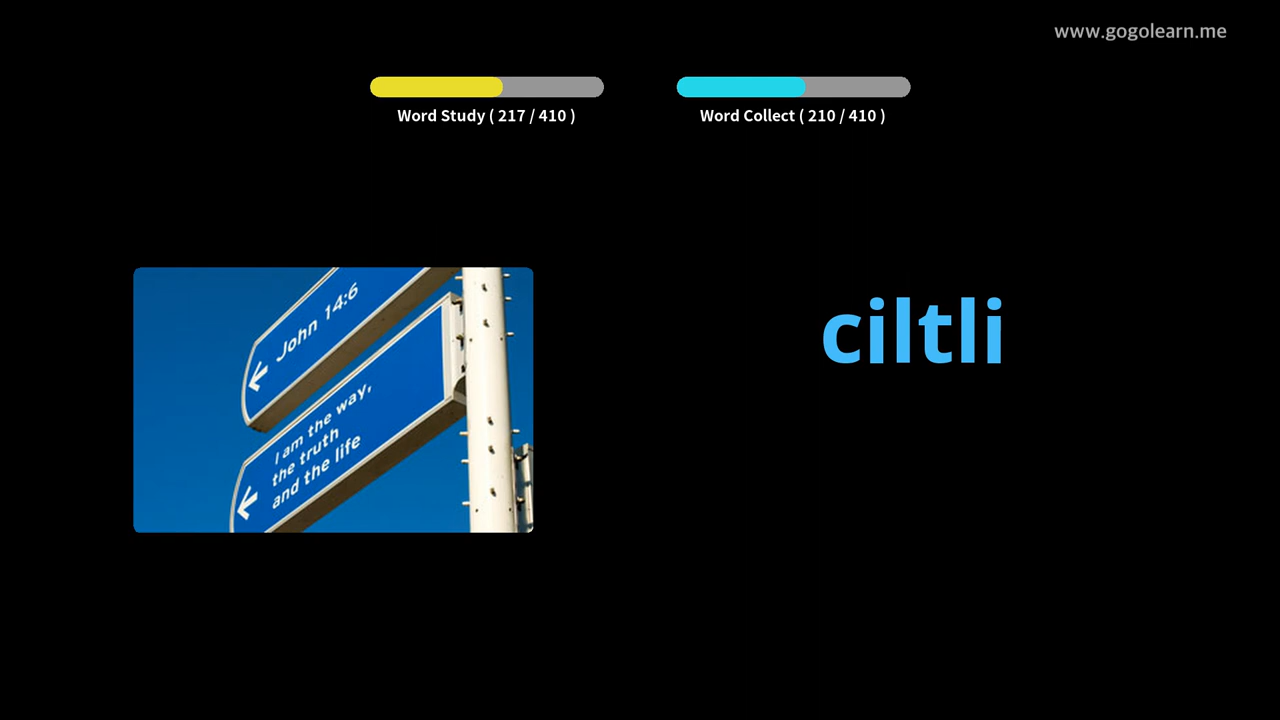 www.gogolearn.me
Word Study ( 217 / 410 )
Word Collect ( 210 / 410 )
John 14:6
I am the way,
the truth
and the life
ciltli